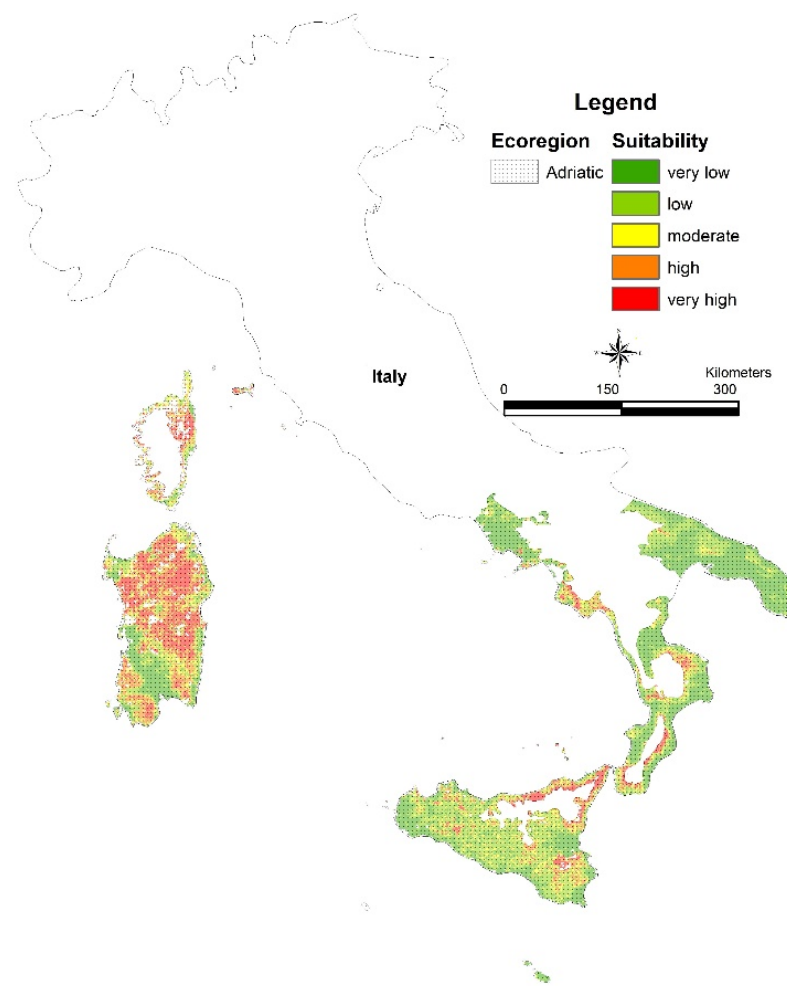 Legend
Ecoregion Suitability
Adriatic
very low
low
moderate
high
very high
N
W E
S
Italy
Kilometers
0 150 300